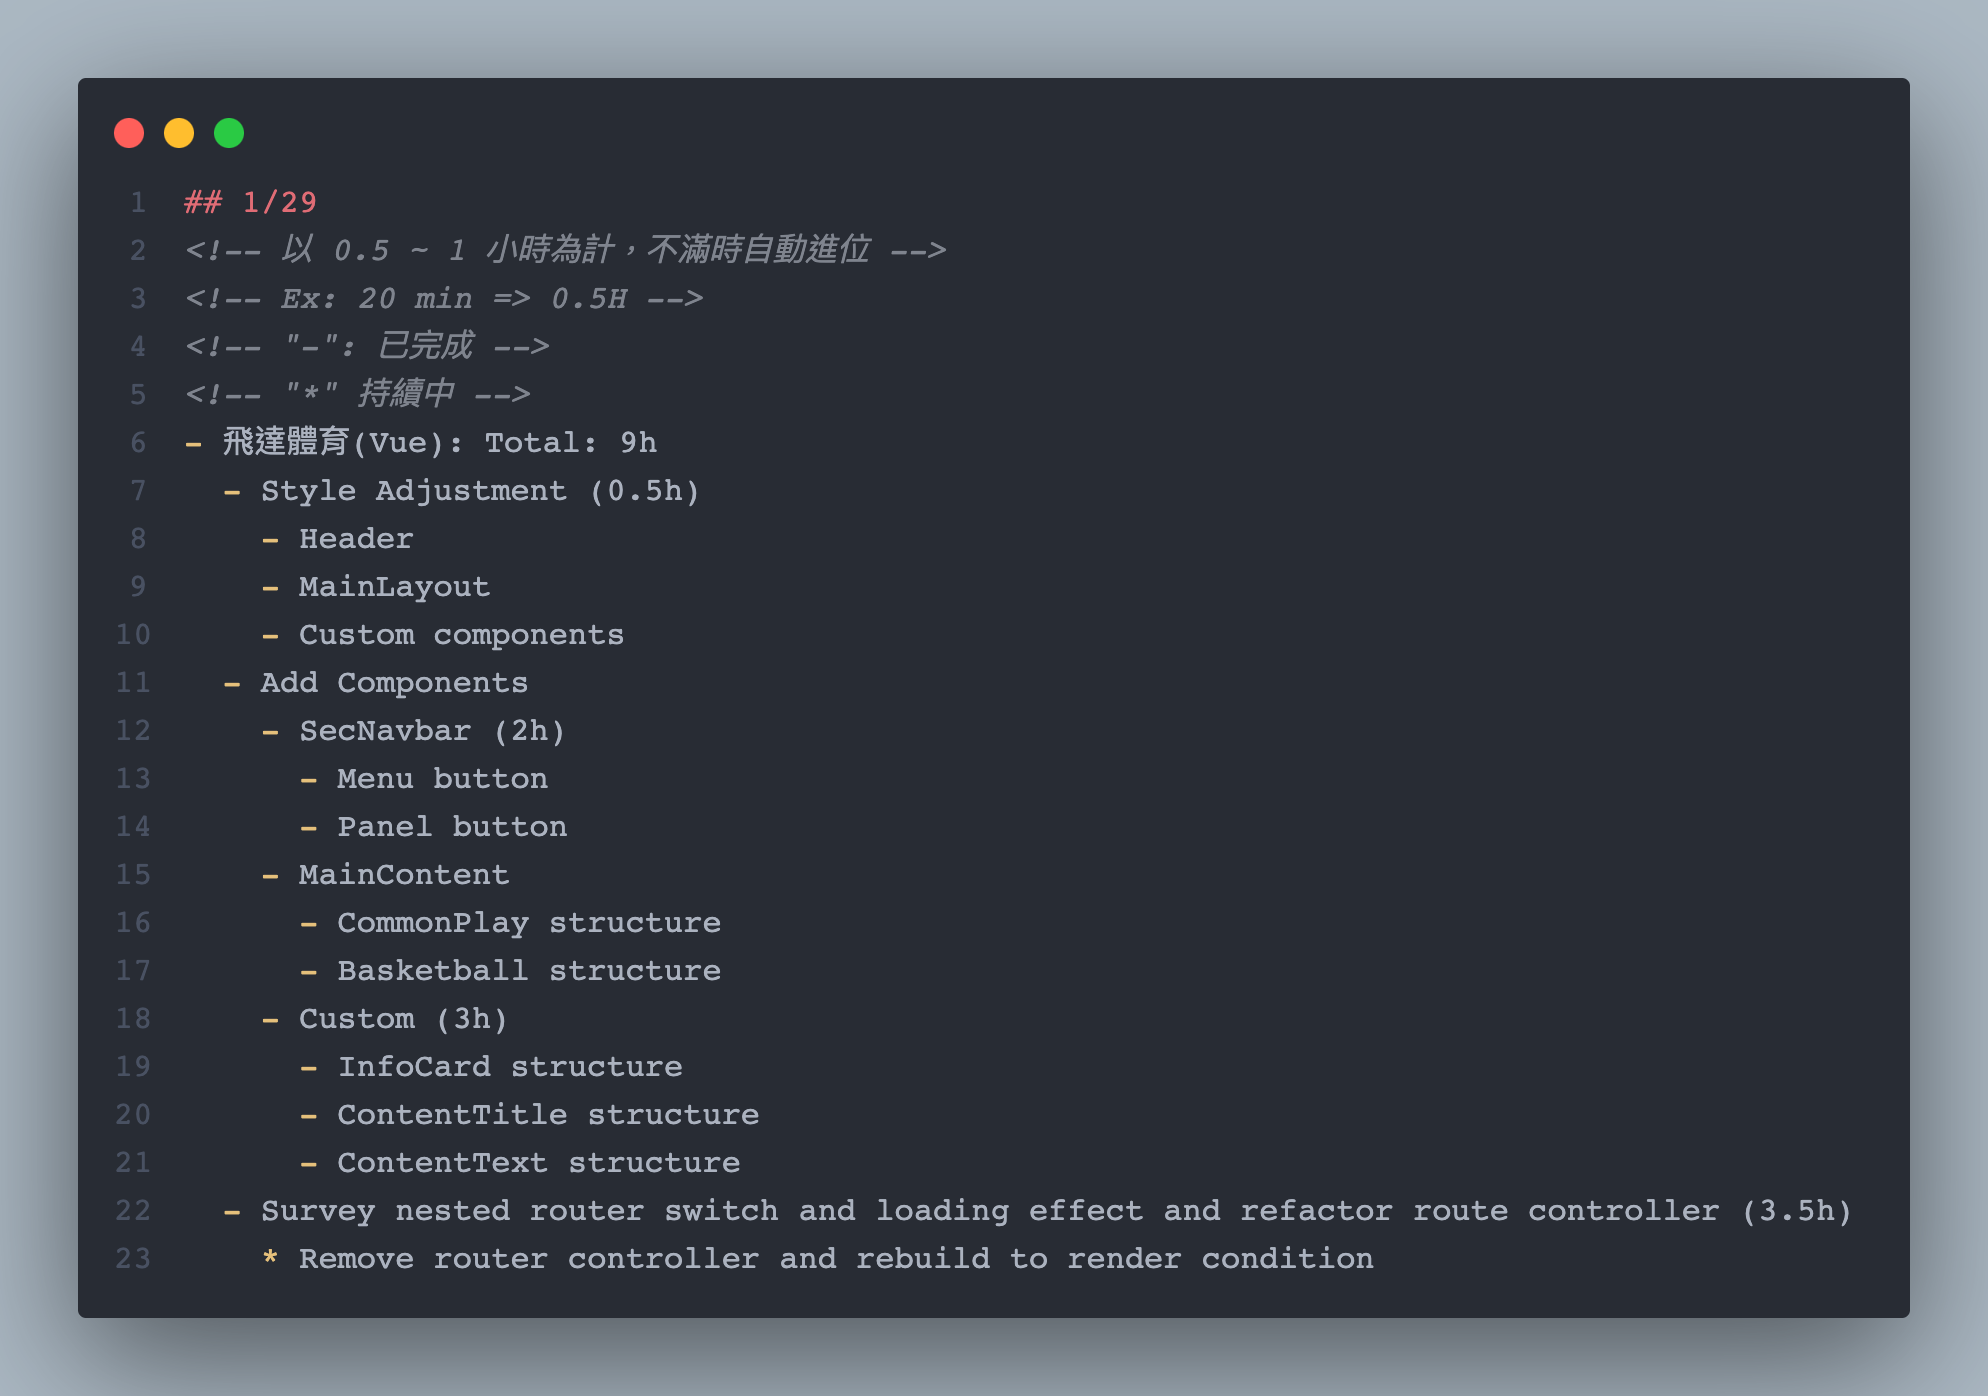 1 ## 1/29
2 <!-- 以 0.5 ~ 1 小時為計，不滿時自動進位 -->
3 <!-- Ex: 20 min => 0.5H -->
4 <!-- "-": 已完成 -->
5 <!-- "*" 持續中 -->
6 - 飛達體育(Vue): Total: 9h
7   - Style Adjustment (0.5h)
8     - Header
9     - MainLayout
10     - Custom components
11   - Add Components
12     - SecNavbar (2h)
13       - Menu button
14       - Panel button
15     - MainContent
16       - CommonPlay structure
17       - Basketball structure
18     - Custom (3h)
19       - InfoCard structure
20       - ContentTitle structure
21       - ContentText structure
22   - Survey nested router switch and loading effect and refactor route controller (3.5h)
23     * Remove router controller and rebuild to render condition